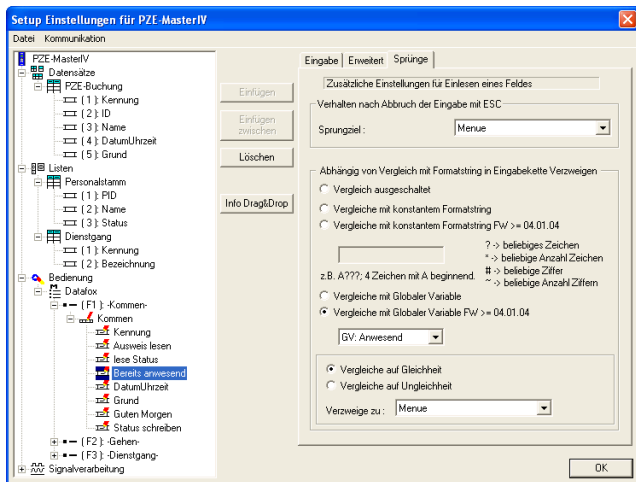 Setup Einstellungen für PZE-MasterIV
Datei Kommunikation
PZE-MasterIV
Datensätze
PZE-Buchung
( 1 ): Kennung
( 2 ): ID
( 3 ): Name
( 4 ): DatumUhrzeit
( 5 ): Grund
Listen
Personalstamm
( 1 ): PID
( 2 ): Name
( 3 ): Status
Dienstgang
( 1 ): Kennung
( 2 ): Bezeichnung
Bedienung
Datafox
(F1 ): -Kommen-
Kommen
Kennung
Ausweis lesen
lese Status
Bereits anwesend
DatumUhrzeit
Grund
Guten Morgen
Status schreiben
(F2 ): -Gehen-
(F3 ): -Dienstgang-
Signalverarbeitung
Einfügen
Einfügen
zwischen
Löschen
Info Drag&Drop
Eingabe Erweitert Sprünge
Zusätzliche Einstellungen für Einlesen eines Feldes
Verhalten nach Abbruch der Eingabe mit ESC
Sprungziel : Menue
Abhängig von Vergleich mit Formatstring in Eingabekette Verzweigen
Vergleich ausgeschaltet
Vergleiche mit konstantem Formatstring
Vergleiche mit konstantem Formatstring FW >= 04.01.04
? -> beliebiges Zeichen
* -> beliebige Anzahl Zeichen
# -> beliebige Ziffer
~ -> beliebige Anzahl Ziffern
z.B. A???; 4 Zeichen mit A beginnend.
Vergleiche mit Globaler Variable
Vergleiche mit Globaler Variable FW >= 04.01.04
GV: Anwesend
Vergleiche auf Gleichheit
Vergleiche auf Ungleichheit
Verzweige zu : Menue
OK